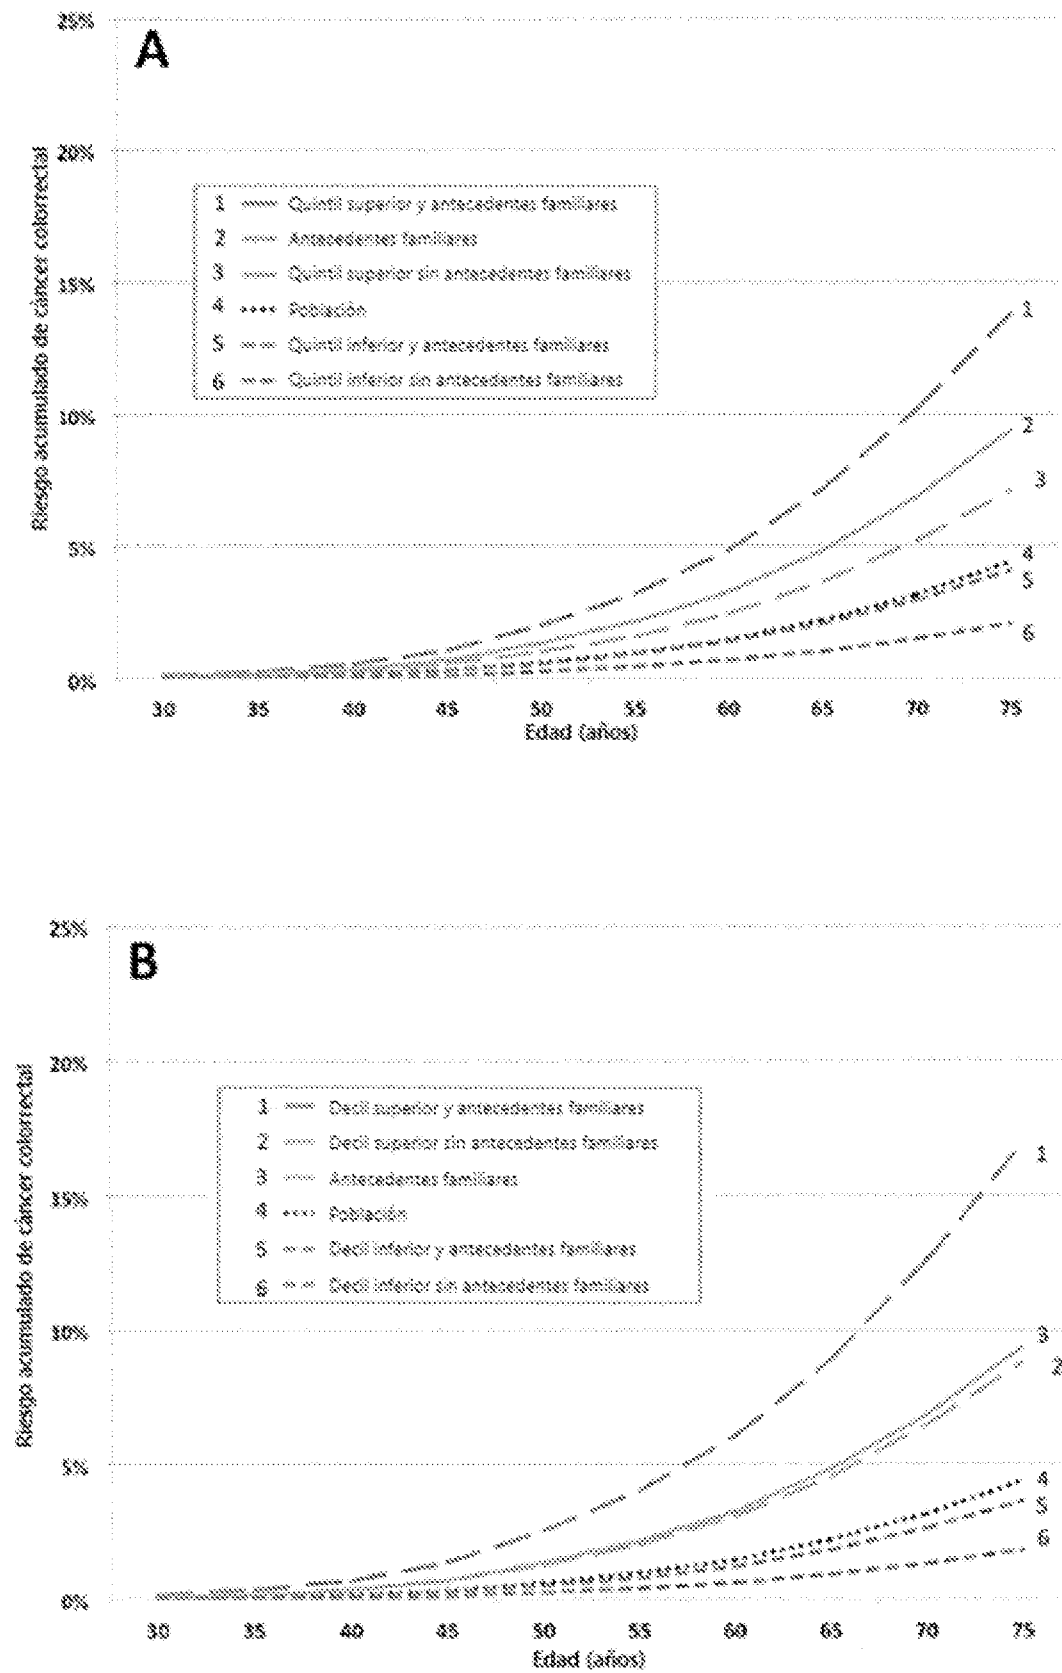 A
25%
20%
15%
10%
5%
0%
Riesgo acumulado de cáncer colorrectal
1 Quintil superior y antecedentes familiares
2 Antecedentes familiares
3 Quintil superior sin antecedentes familiares
4 Población
5 Quintil inferior y antecedentes familiares
6 Quintil inferior sin antecedentes familiares
1
2
3
4
5
6
30 35 40 45 50 55 60 65 70 75
Edad (años)
B
25%
20%
15%
10%
5%
0%
Riesgo acumulado de cáncer colorrectal
1 Decil superior y antecedentes familiares
2 Decil superior sin antecedentes familiares
3 Antecedentes familiares
4 Población
5 Decil inferior y antecedentes familiares
6 Decil inferior sin antecedentes familiares
1
3
2
4
5
6
30 35 40 45 50 55 60 65 70 75
Edad (años)